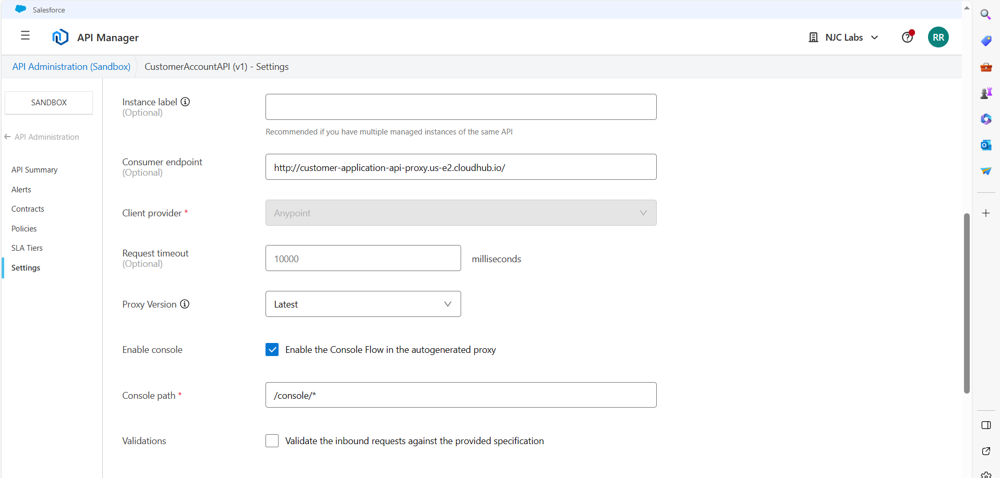 Salesforce
API Manager
NJC Labs
RR
API Administration (Sandbox)
CustomerAccountAPI (v1) - Settings
SANDBOX
API Administration
API Summary
Alerts
Contracts
Policies
SLA Tiers
Settings
Instance label
(Optional)
Recommended if you have multiple managed instances of the same API
Consumer endpoint
(Optional)
http://customer-application-api-proxy.us-e2.cloudhub.io/
Client provider *
Anypoint
Request timeout
(Optional)
10000
milliseconds
Proxy Version
Latest
Enable console
Enable the Console Flow in the autogenerated proxy
Console path *
/console/*
Validations
Validate the inbound requests against the provided specification